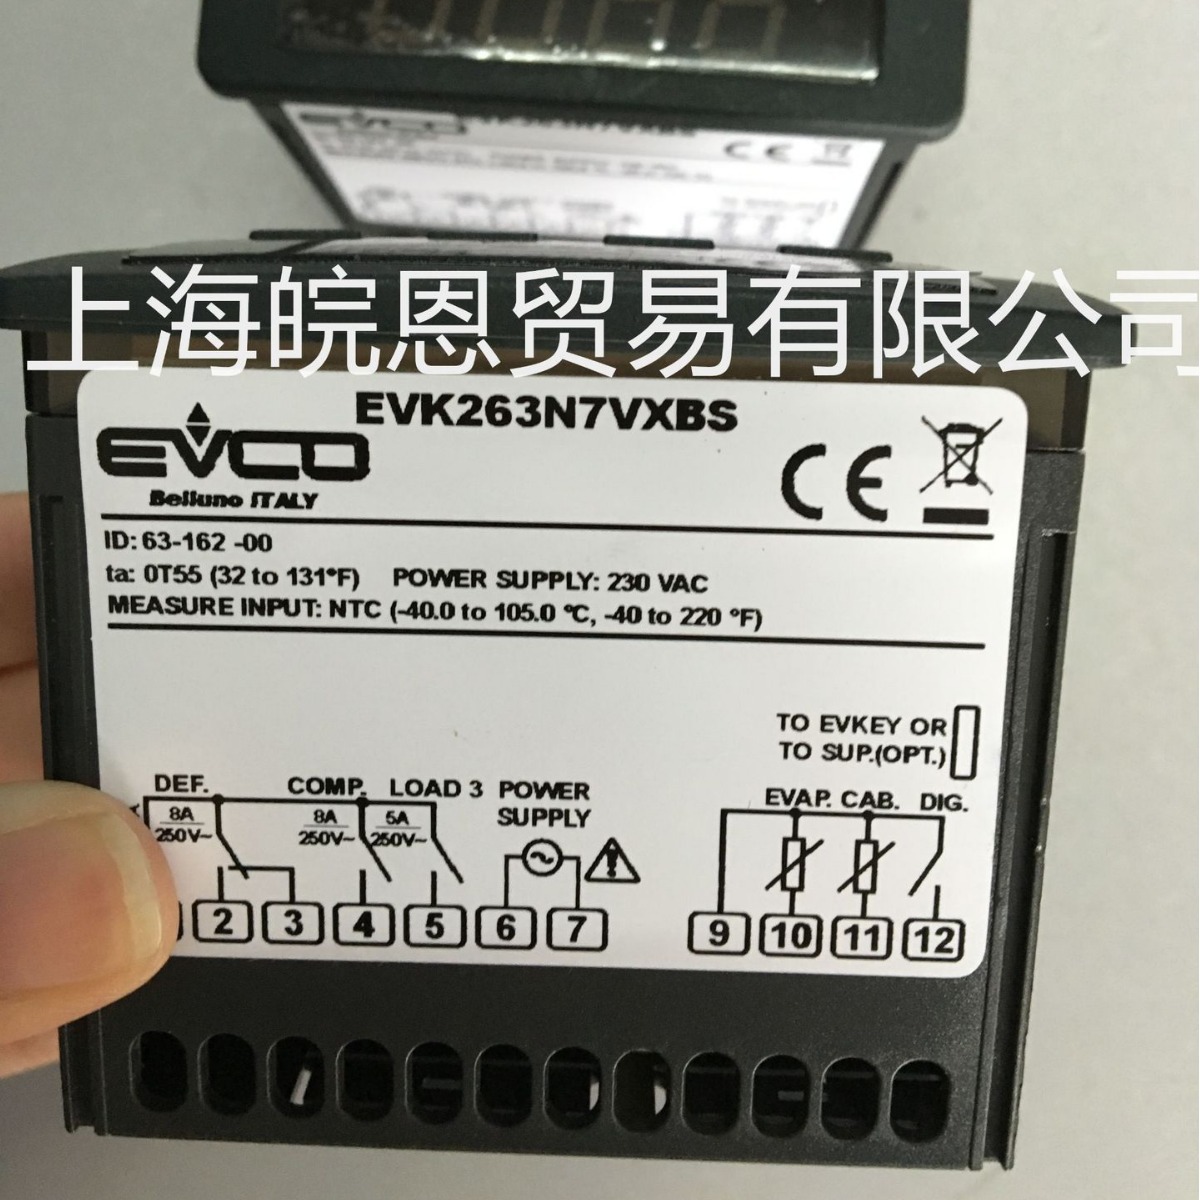 上海皖恩贸易有限公司
EVK263N7VXBS
EVCO
Belluno ITALY
CE
ID: 63-162 -00
ta: 0T55 (32 to 131°F) POWER SUPPLY: 230 VAC
MEASURE INPUT: NTC (-40.0 to 105.0 °C, -40 to 220 °F)
TO EVKEY OR
TO SUP.(OPT.)
DEF. COMP. LOAD 3 POWER SUPPLY
EVAP. CAB. DIG.
8A 250V~
8A 250V~
5A 250V~
2 3 4 5 6 7 9 10 11 12